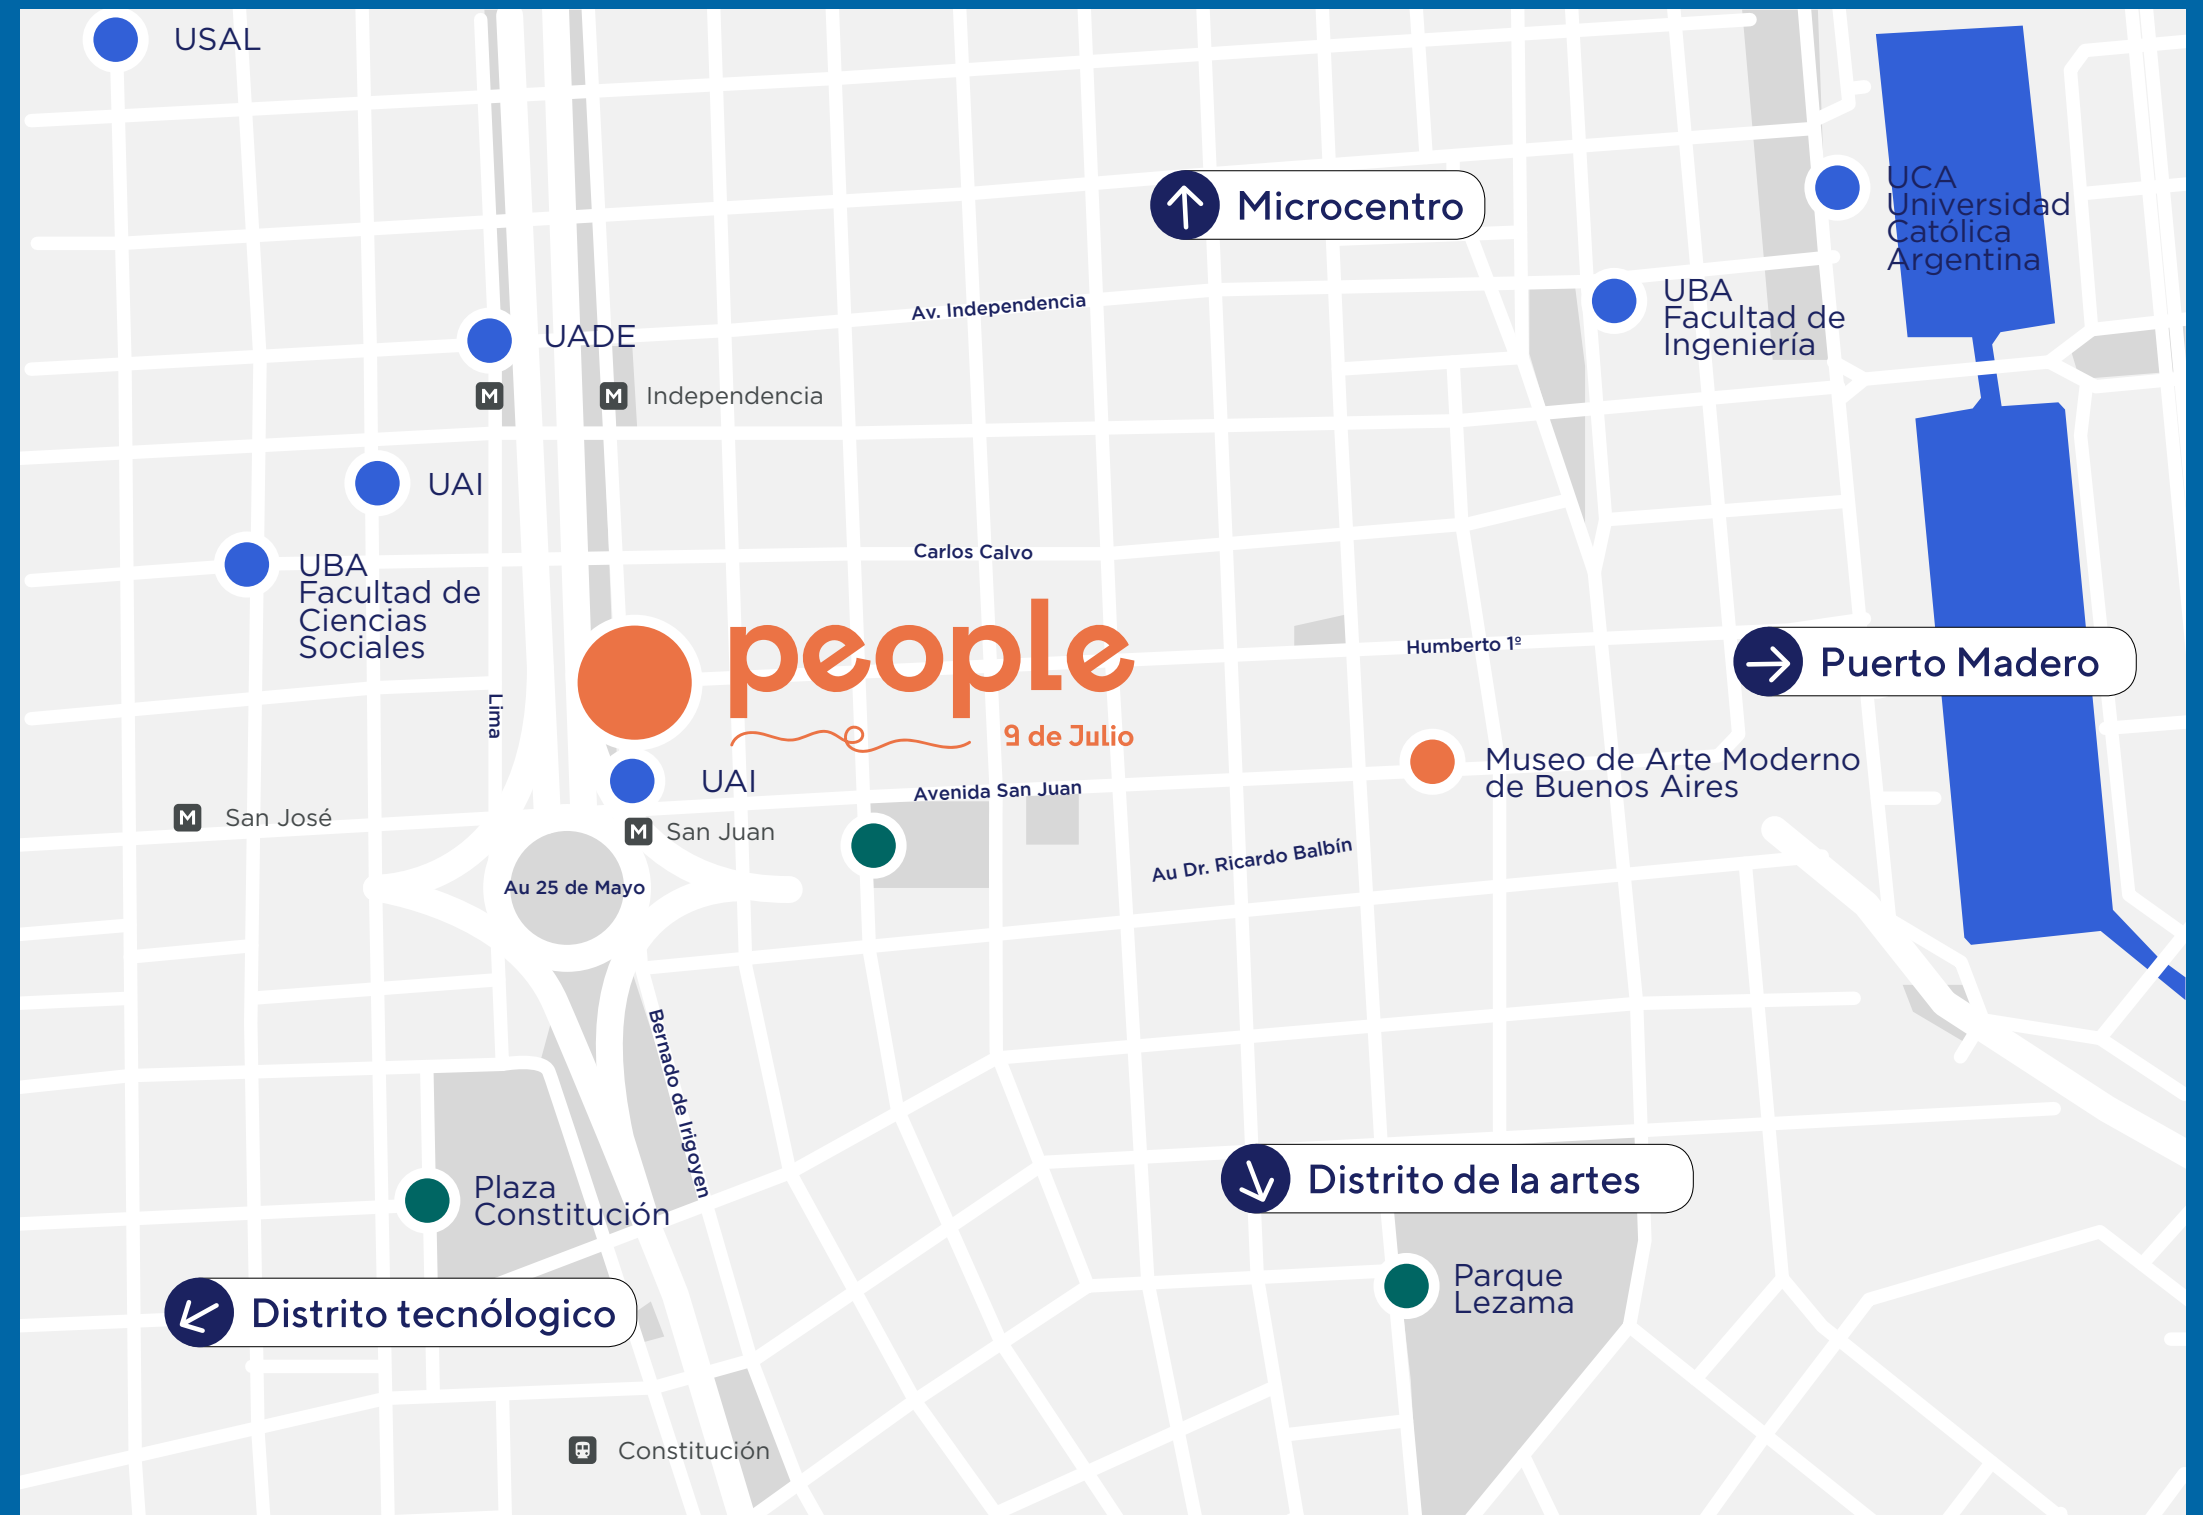 USAL
UCA
Universidad
Católica
Argentina
Microcentro
UBA
Facultad de
Ingeniería
Av. Independencia
UADE
M
M Independencia
UAI
Carlos Calvo
UBA
Facultad de
Ciencias
Sociales
people
9 de Julio
Humberto 1º
Puerto Madero
Lima
UAI
Avenida San Juan
Museo de Arte Moderno
de Buenos Aires
M San José
M San Juan
Au Dr. Ricardo Balbín
Au 25 de Mayo
Bernado de Irigoyen
Distrito de la artes
Plaza
Constitución
Parque
Lezama
Distrito tecnólogico
Constitución